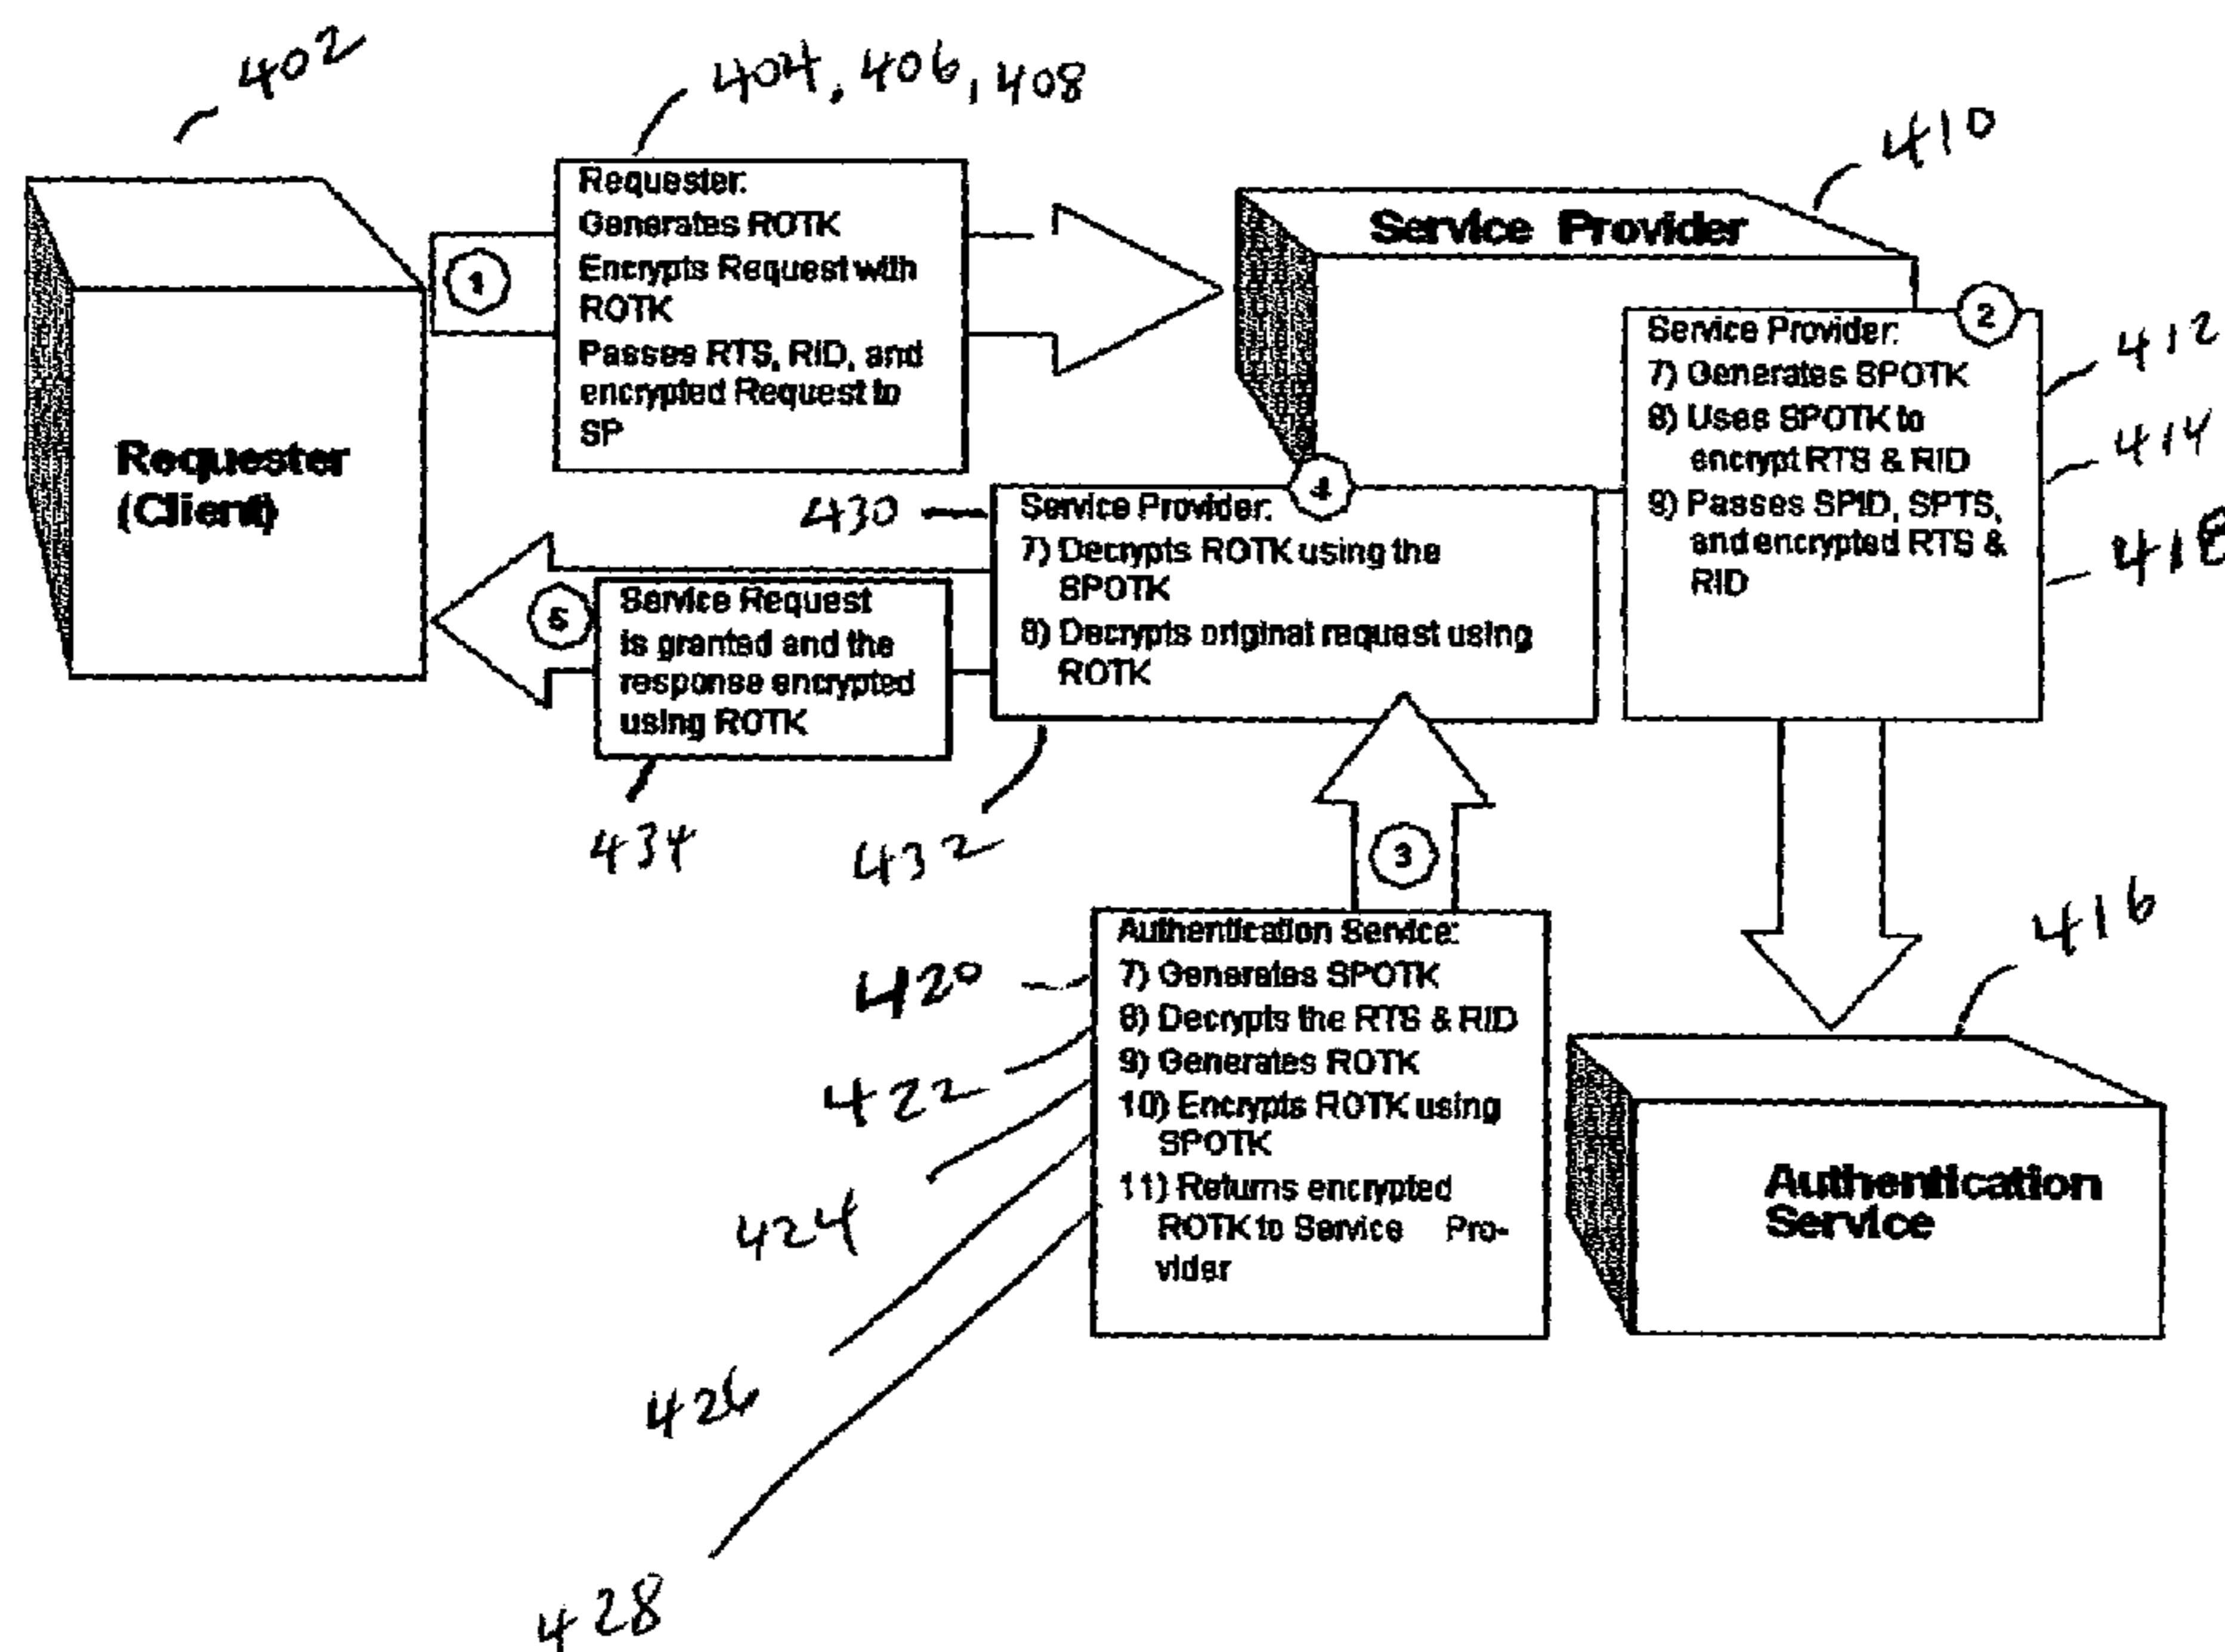 402
404, 406, 408
410
Requester:
Generates ROTK
Encrypts Request with
ROTK
Passes RTS, RID, and
encrypted Request to
SP
1
Requester
(Client)
Service Provider
2
Service Provider:
7) Generates SPOTK
8) Uses SPOTK to
encrypt RTS & RID
9) Passes SPID, SPTS,
and encrypted RTS &
RID
412
414
418
430
4
Service Provider:
7) Decrypts ROTK using the
SPOTK
8) Decrypts original request using
ROTK
5
Service Request
is granted and the
response encrypted
using ROTK
434
432
3
Authentication Service:
7) Generates SPOTK
8) Decrypts the RTS & RID
9) Generates ROTK
10) Encrypts ROTK using
SPOTK
11) Returns encrypted
ROTK to Service Pro-
vider
420
422
424
426
428
416
Authentication
Service